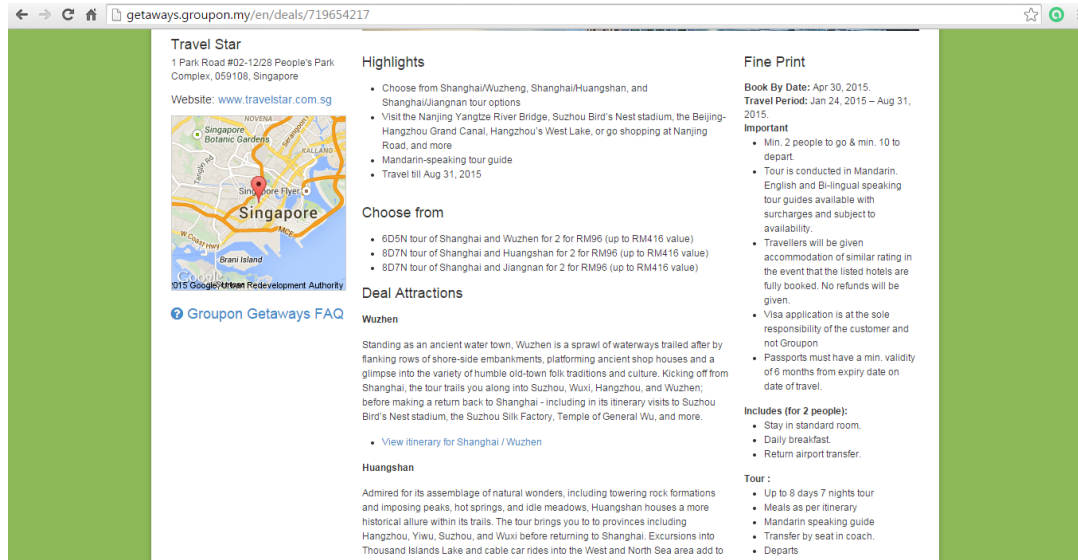 getaways.groupon.my/en/deals/719654217
Travel Star
1 Park Road #02-12/28 People's Park
Complex, 059108, Singapore
Website: www.travelstar.com.sg
NOVENA
Singapore
Botanic Gardens
Serangoon Rd
KALLANG
Tanglin Rd
Singapore Flyer
Singapore
W Coast Hwy
MCE
Brani Island
Google
2015 Google, Urban Redevelopment Authority
Groupon Getaways FAQ
Highlights
Choose from Shanghai/Wuzheng, Shanghai/Huangshan, and
Shanghai/Jiangnan tour options
Visit the Nanjing Yangtze River Bridge, Suzhou Bird's Nest stadium, the Beijing-
Hangzhou Grand Canal, Hangzhou's West Lake, or go shopping at Nanjing
Road, and more
Mandarin-speaking tour guide
Travel till Aug 31, 2015
Choose from
6D5N tour of Shanghai and Wuzhen for 2 for RM96 (up to RM416 value)
8D7N tour of Shanghai and Huangshan for 2 for RM96 (up to RM416 value)
8D7N tour of Shanghai and Jiangnan for 2 for RM96 (up to RM416 value)
Deal Attractions
Wuzhen
Standing as an ancient water town, Wuzhen is a sprawl of waterways trailed after by
flanking rows of shore-side embankments, platforming ancient shop houses and a
glimpse into the variety of humble old-town folk traditions and culture. Kicking off from
Shanghai, the tour trails you along into Suzhou, Wuxi, Hangzhou, and Wuzhen;
before making a return back to Shanghai - including in its itinerary visits to Suzhou
Bird's Nest stadium, the Suzhou Silk Factory, Temple of General Wu, and more.
View itinerary for Shanghai / Wuzhen
Huangshan
Admired for its assemblage of natural wonders, including towering rock formations
and imposing peaks, hot springs, and idle meadows, Huangshan houses a more
historical allure within its trails. The tour brings you to to provinces including
Hangzhou, Yiwu, Suzhou, and Wuxi before returning to Shanghai. Excursions into
Thousand Islands Lake and cable car rides into the West and North Sea area add to
Fine Print
Book By Date: Apr 30, 2015.
Travel Period: Jan 24, 2015 – Aug 31,
2015.
Important
Min. 2 people to go & min. 10 to
depart.
Tour is conducted in Mandarin.
English and Bi-lingual speaking
tour guides available with
surcharges and subject to
availability.
Travellers will be given
accommodation of similar rating in
the event that the listed hotels are
fully booked. No refunds will be
given.
Visa application is at the sole
responsibility of the customer and
not Groupon
Passports must have a min. validity
of 6 months from expiry date on
date of travel.
Includes (for 2 people):
Stay in standard room.
Daily breakfast.
Return airport transfer.
Tour :
Up to 8 days 7 nights tour
Meals as per itinerary
Mandarin speaking guide
Transfer by seat in coach.
Departs